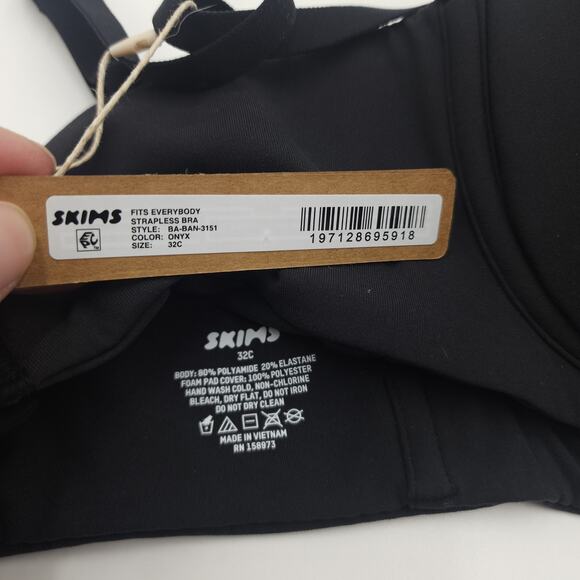 SKIMS
FITS EVERYBODY
STRAPLESS BRA
STYLE: BA-BAN-3151
COLOR: ONYX
SIZE: 32C
197128695918
SKIMS
32C
BODY: 80% POLYAMIDE 20% ELASTANE
FOAM PAD COVER: 100% POLYESTER
HAND WASH COLD, NON-CHLORINE
BLEACH, DRY FLAT, DO NOT IRON
DO NOT DRY CLEAN
MADE IN VIETNAM
RN 158973